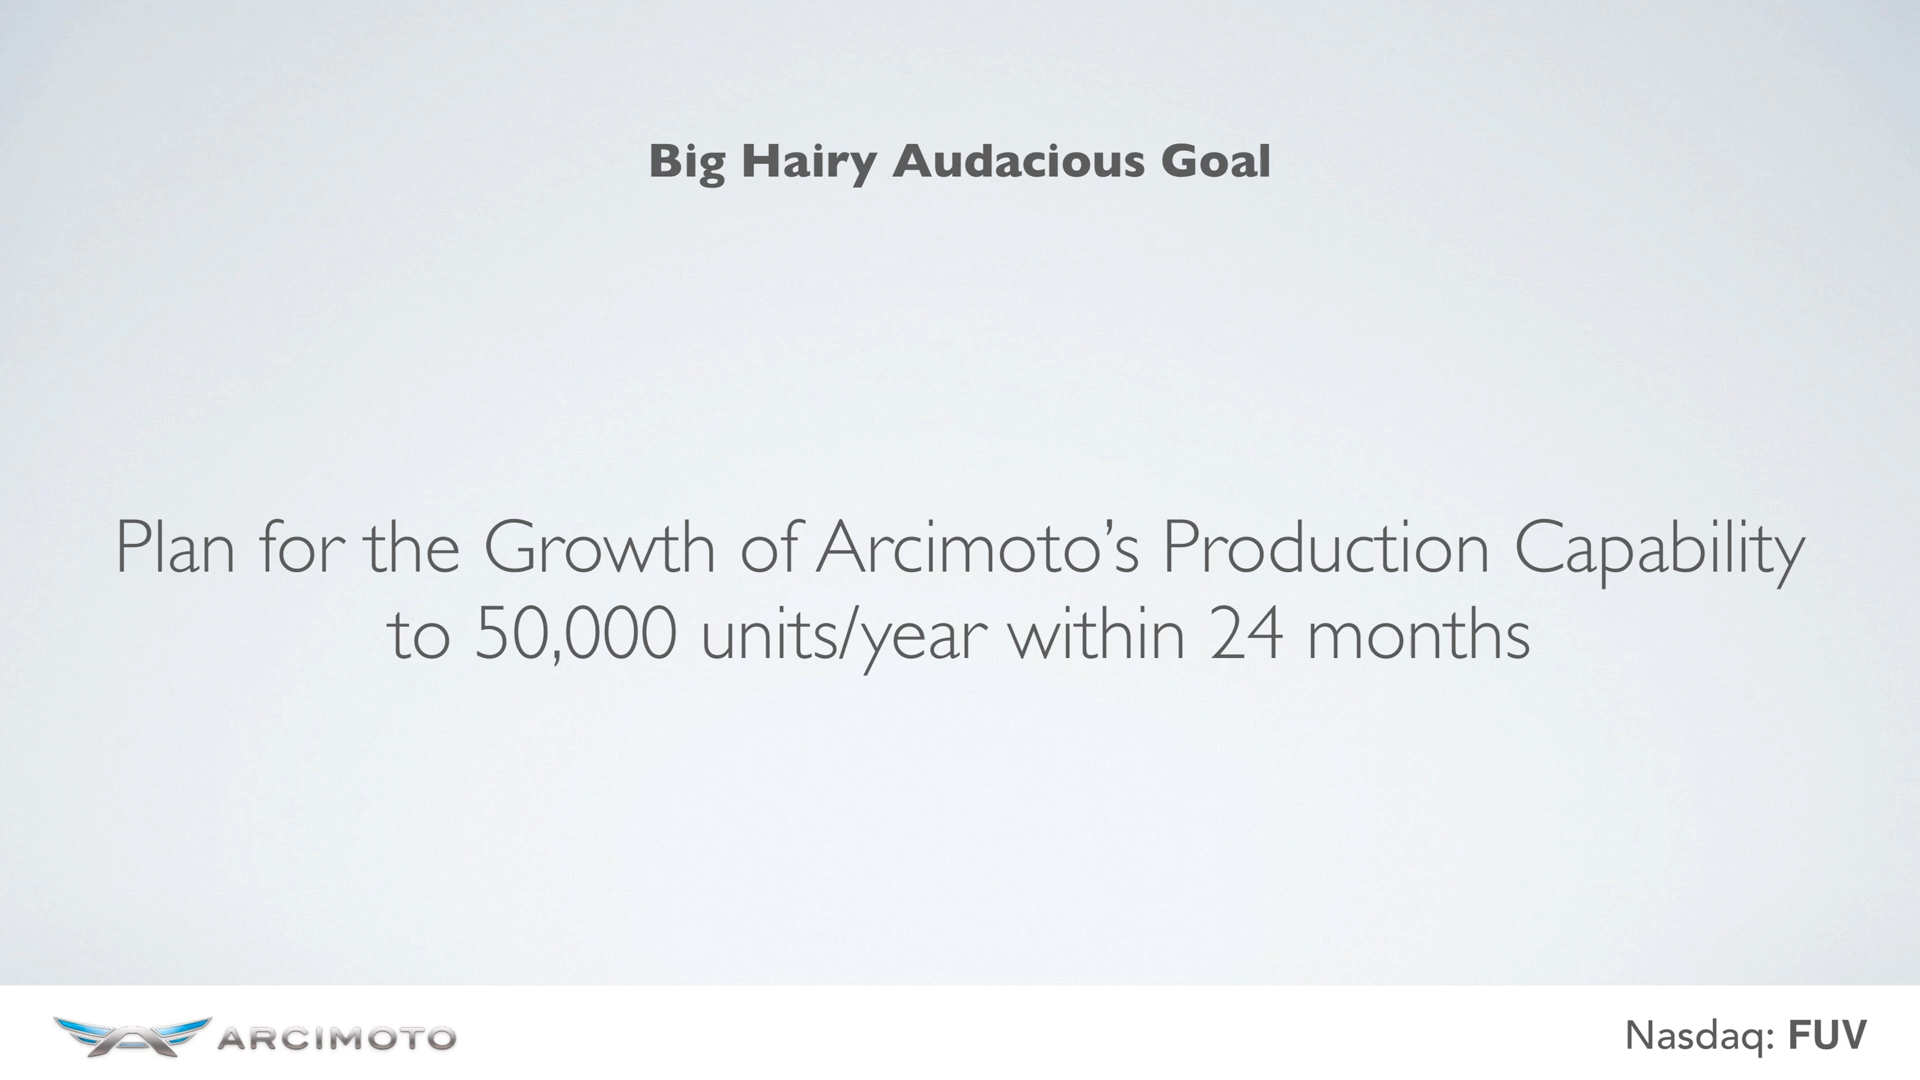 Big Hairy Audacious Goal
Plan for the Growth of Arcimoto’s Production Capability
to 50,000 units/year within 24 months
ARCIMOTO
Nasdaq: FUV